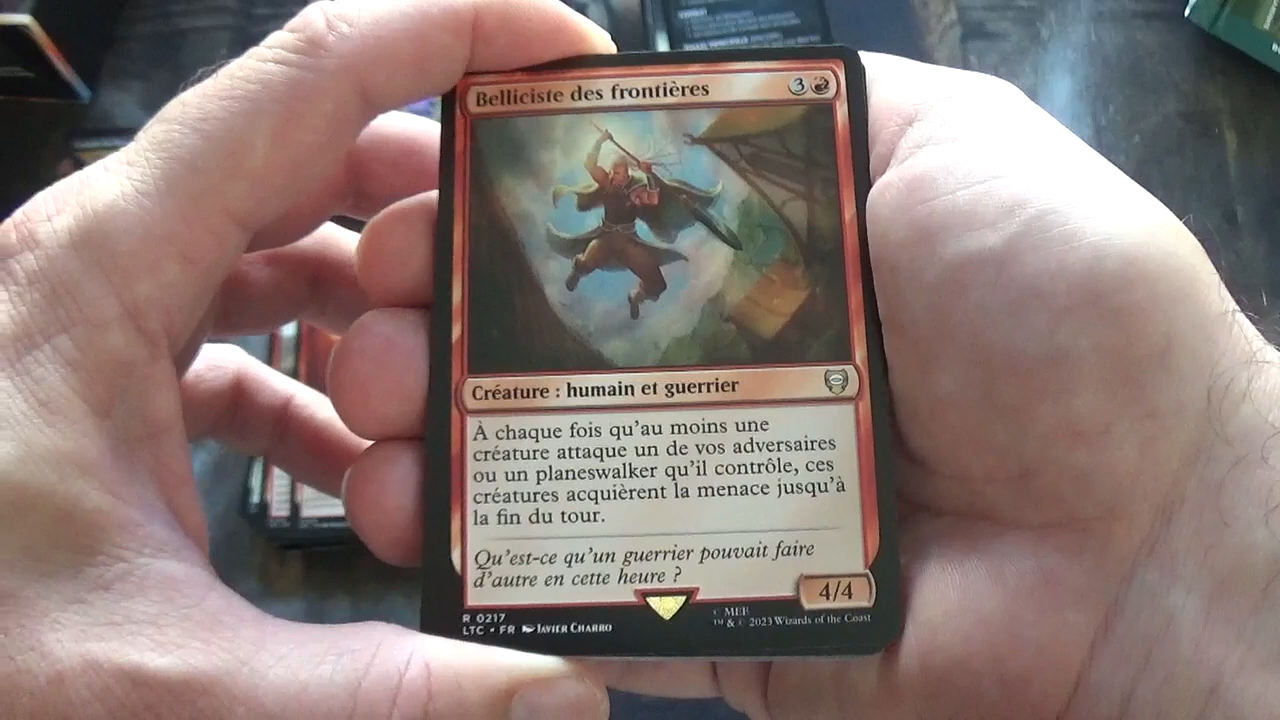 Belliciste des frontières 3
Créature : humain et guerrier
À chaque fois qu'au moins une
créature attaque un de vos adversaires
ou un planeswalker qu'il contrôle, ces
créatures acquièrent la menace jusqu'à
la fin du tour.
Qu'est-ce qu'un guerrier pouvait faire
d'autre en cette heure ?
4/4
R 0217
LTC • FR Javier Charro
© MEE
™ & © 2023 Wizards of the Coast